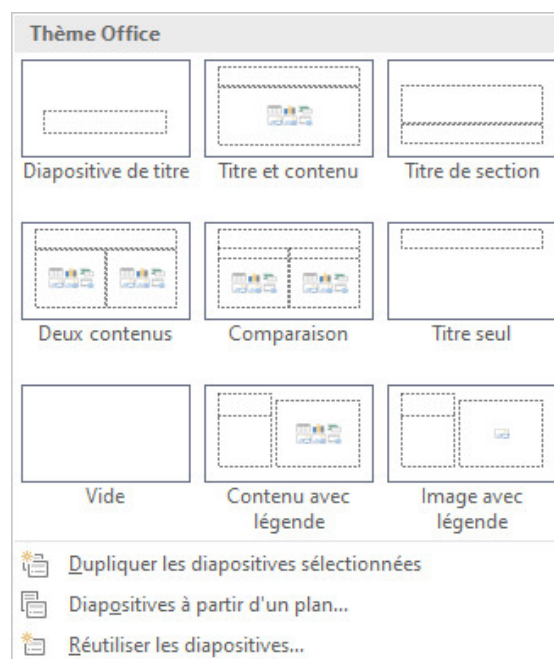 Thème Office
Diapositive de titre
Titre et contenu
Titre de section
Deux contenus
Comparaison
Titre seul
Vide
Contenu avec
légende
Image avec
légende
Dupliquer les diapositives sélectionnées
Diapositives à partir d'un plan...
Réutiliser les diapositives...